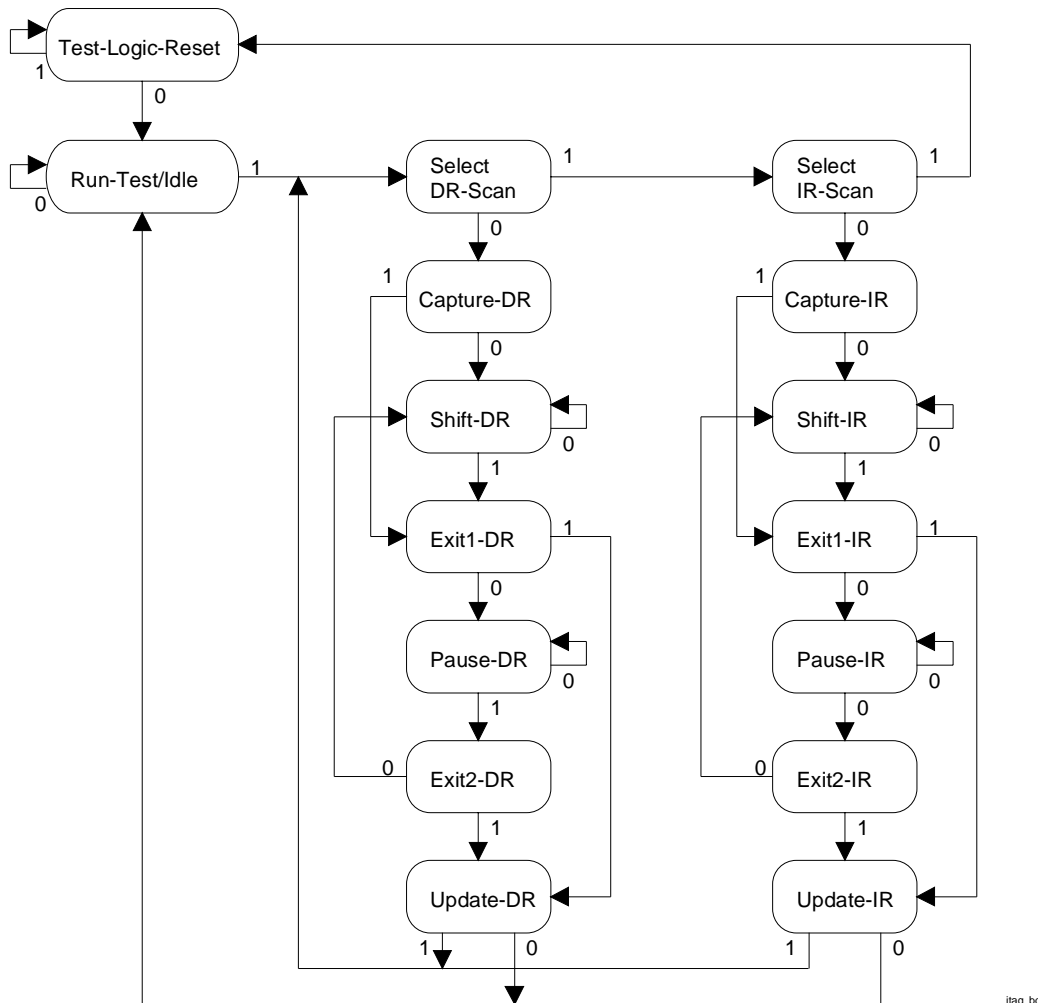 Test-Logic-Reset
1
0
Run-Test/Idle
0
1
Select
DR-Scan
1
Select
IR-Scan
1
0
0
1
Capture-DR
1
Capture-IR
0
0
Shift-DR
0
Shift-IR
0
1
1
Exit1-DR
1
Exit1-IR
1
0
0
Pause-DR
0
Pause-IR
0
1
0
0
Exit2-DR
0
Exit2-IR
1
1
Update-DR
Update-IR
1
0
1
0